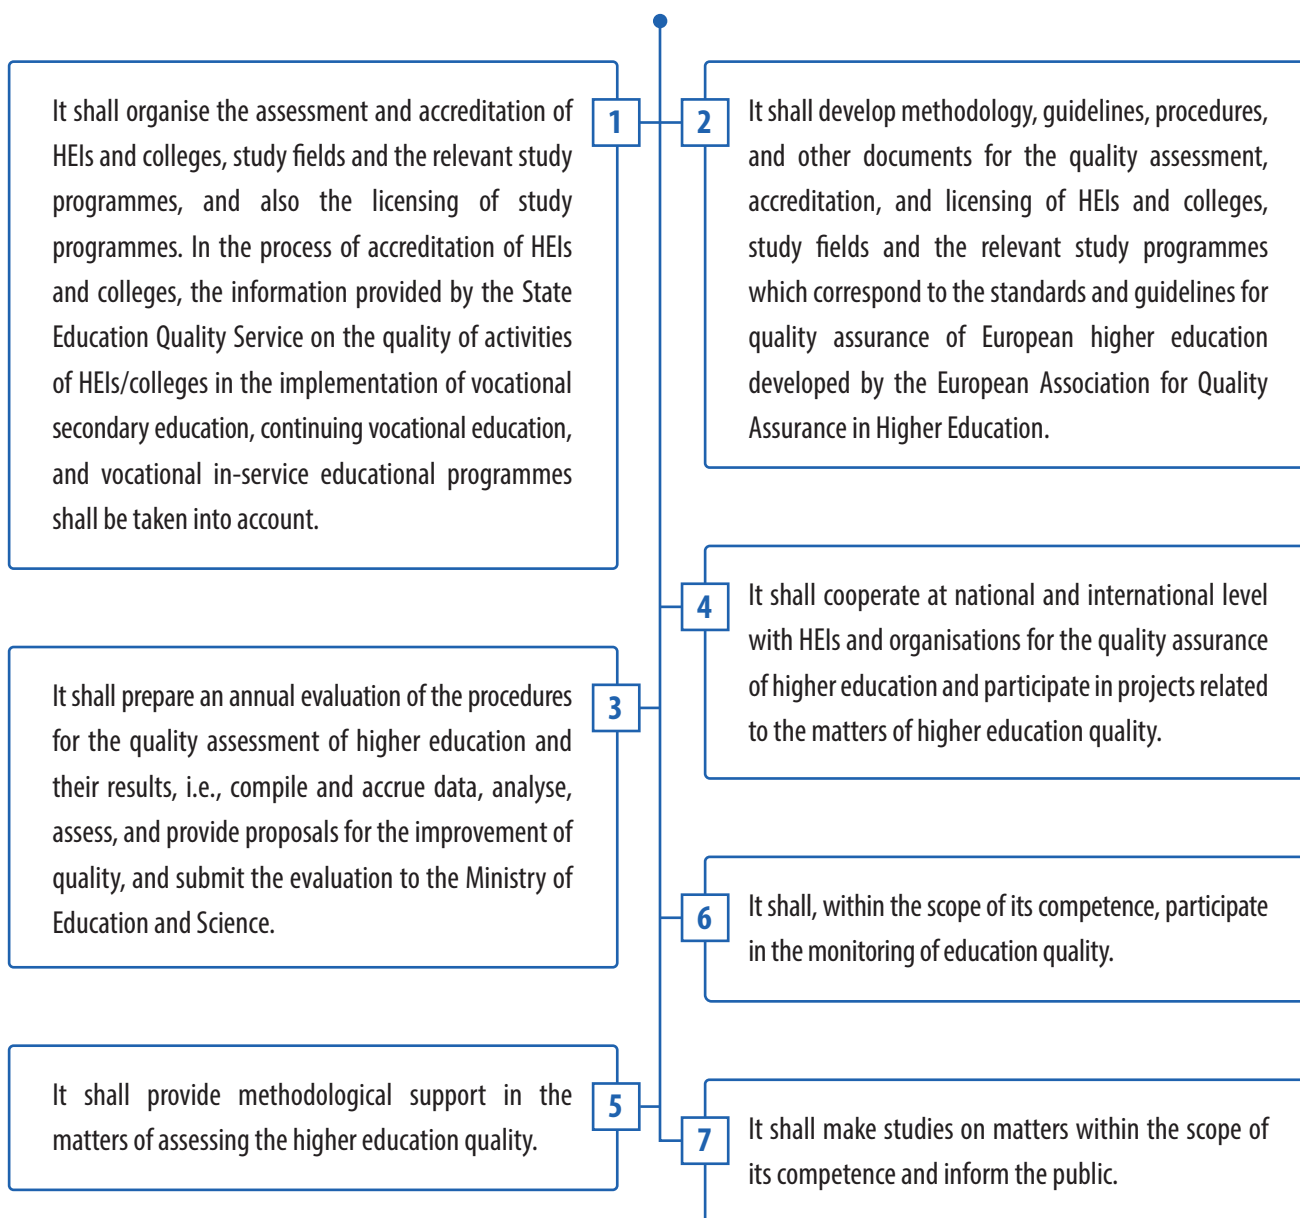 1
It shall organise the assessment and accreditation of
HEIs and colleges, study fields and the relevant study
programmes, and also the licensing of study
programmes. In the process of accreditation of HEIs
and colleges, the information provided by the State
Education Quality Service on the quality of activities
of HEIs/colleges in the implementation of vocational
secondary education, continuing vocational education,
and vocational in-service educational programmes
shall be taken into account.
2
It shall develop methodology, guidelines, procedures,
and other documents for the quality assessment,
accreditation, and licensing of HEIs and colleges,
study fields and the relevant study programmes
which correspond to the standards and guidelines for
quality assurance of European higher education
developed by the European Association for Quality
Assurance in Higher Education.
3
It shall prepare an annual evaluation of the procedures
for the quality assessment of higher education and
their results, i.e., compile and accrue data, analyse,
assess, and provide proposals for the improvement of
quality, and submit the evaluation to the Ministry of
Education and Science.
4
It shall cooperate at national and international level
with HEIs and organisations for the quality assurance
of higher education and participate in projects related
to the matters of higher education quality.
5
It shall provide methodological support in the
matters of assessing the higher education quality.
6
It shall, within the scope of its competence, participate
in the monitoring of education quality.
7
It shall make studies on matters within the scope of
its competence and inform the public.